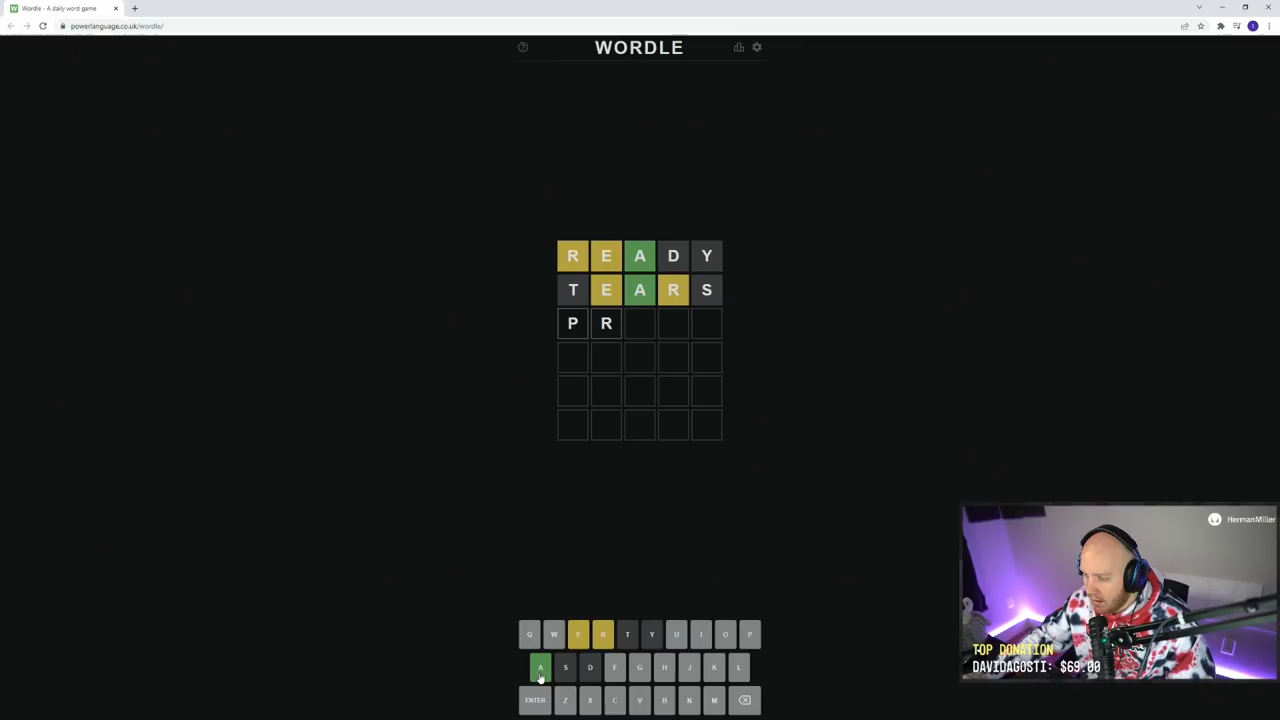 Wordle - A daily word game
powerlanguage.co.uk/wordle/
WORDLE
R E A D Y
T E A R S
P R
Q W E R T Y U I O P
A S D F G H J K L
ENTER Z X C V B N M
HermanMiller
TOP DONATION
DAVIDAGOSTI: $69.00